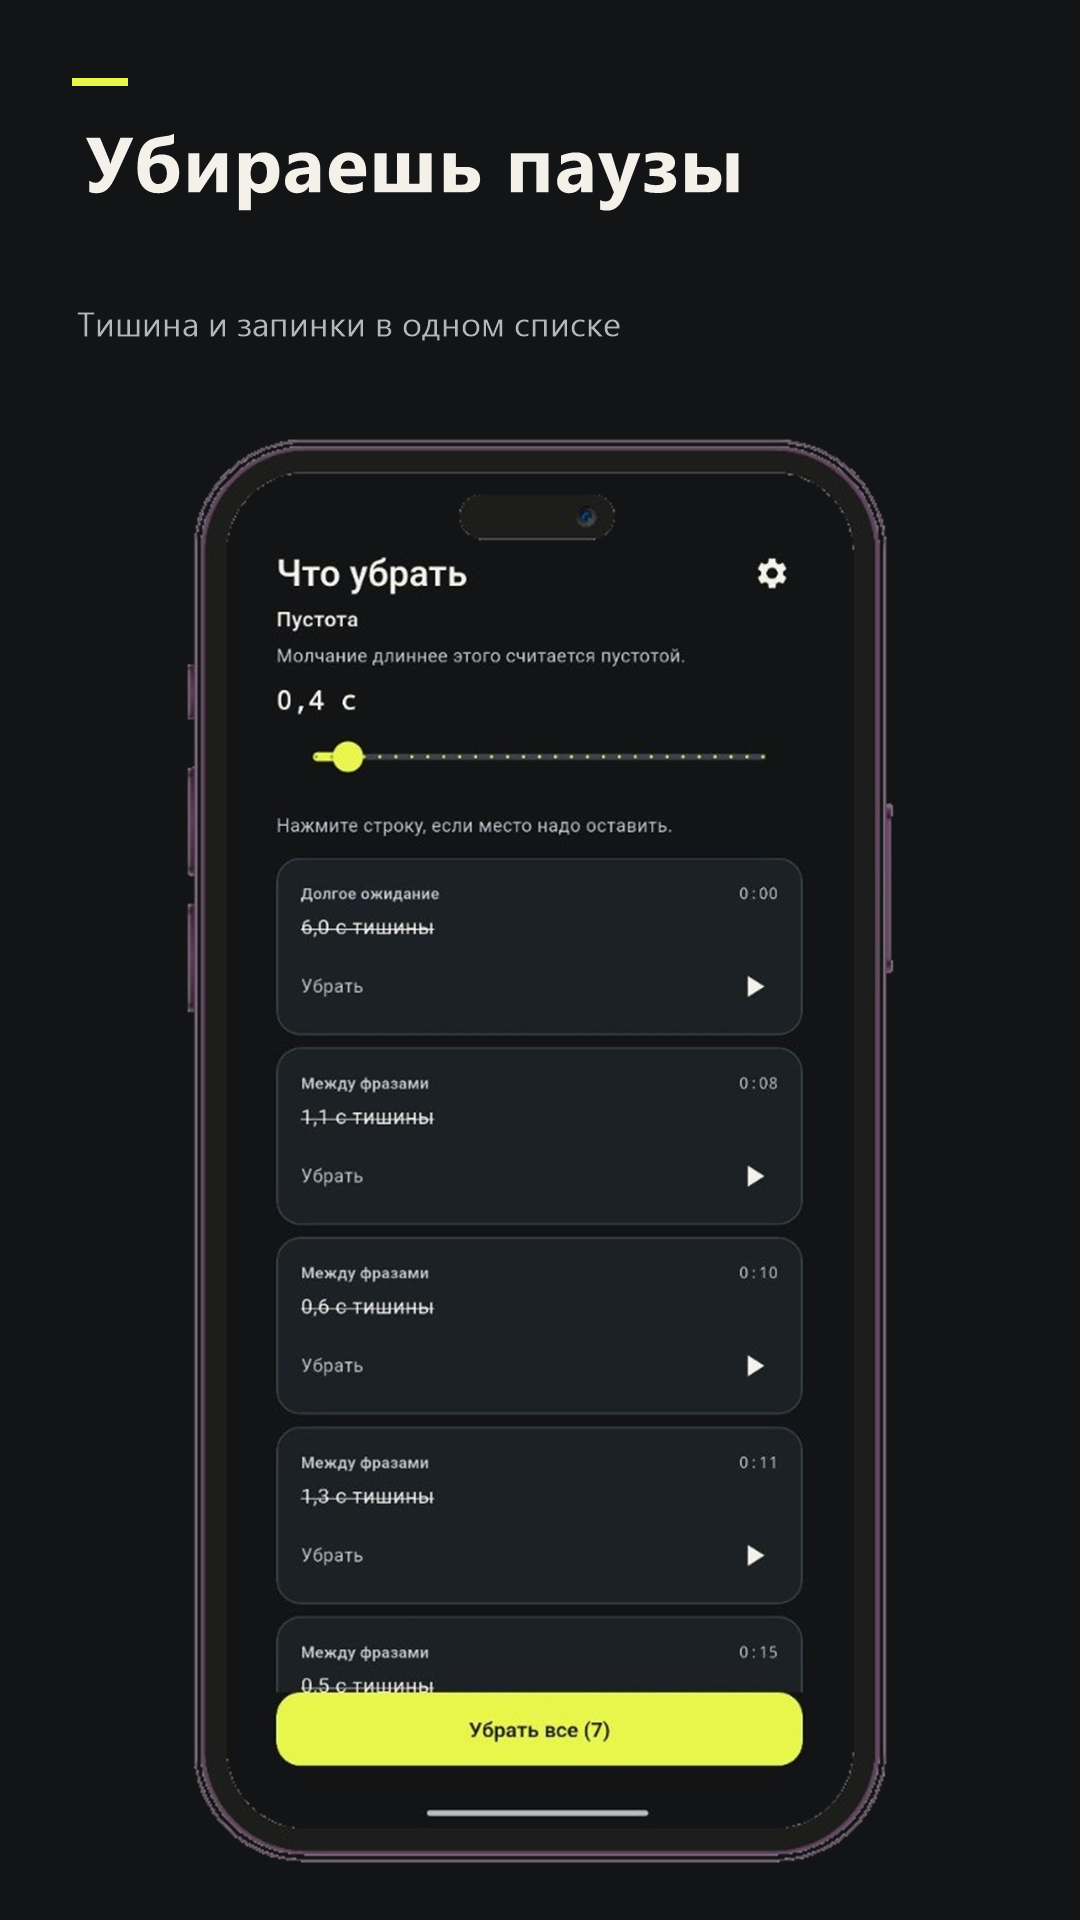 Убираешь паузы
Тишина и запинки в одном списке
Что убрать
Пустота
Молчание длиннее этого считается пустотой.
0,4 с
Нажмите строку, если место надо оставить.
Долгое ожидание 0:00
6,0 с тишины
Убрать
Между фразами 0:08
1,1 с тишины
Убрать
Между фразами 0:10
0,6 с тишины
Убрать
Между фразами 0:11
1,3 с тишины
Убрать
Между фразами 0:15
0,5 с тишины
Убрать все (7)